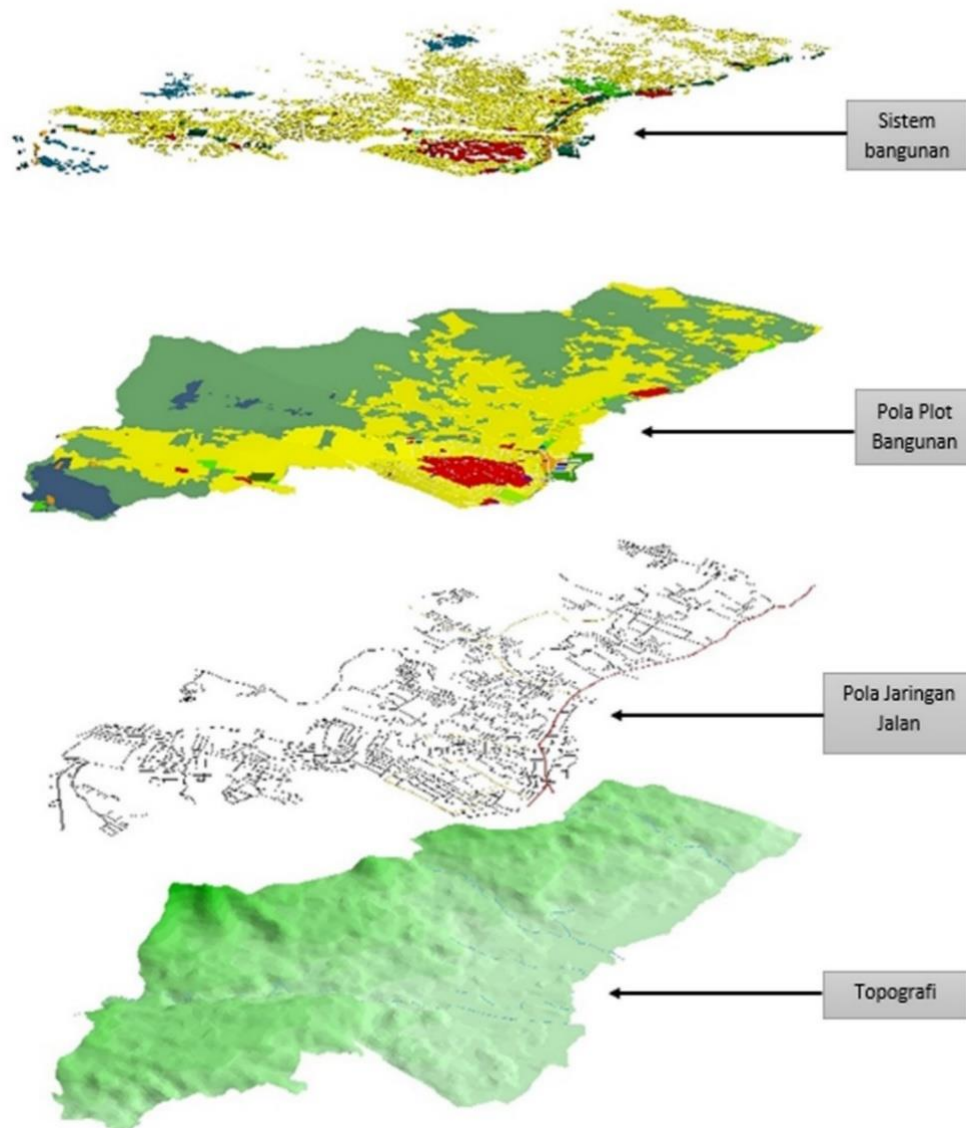 Sistem
bangunan
Pola Plot
Bangunan
Pola Jaringan
Jalan
Topografi